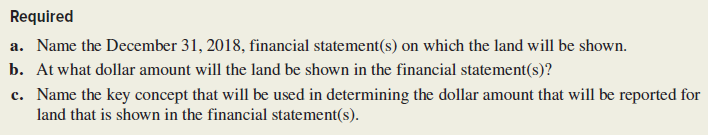 Required
a. Name the December 31, 2018, financial statement(s) on which the land will be shown.
b. At what dollar amount will the land be shown in the financial statement(s)?
c. Name the key concept that will be used in determining the dollar amount that will be reported for
land that is shown in the financial statement(s).